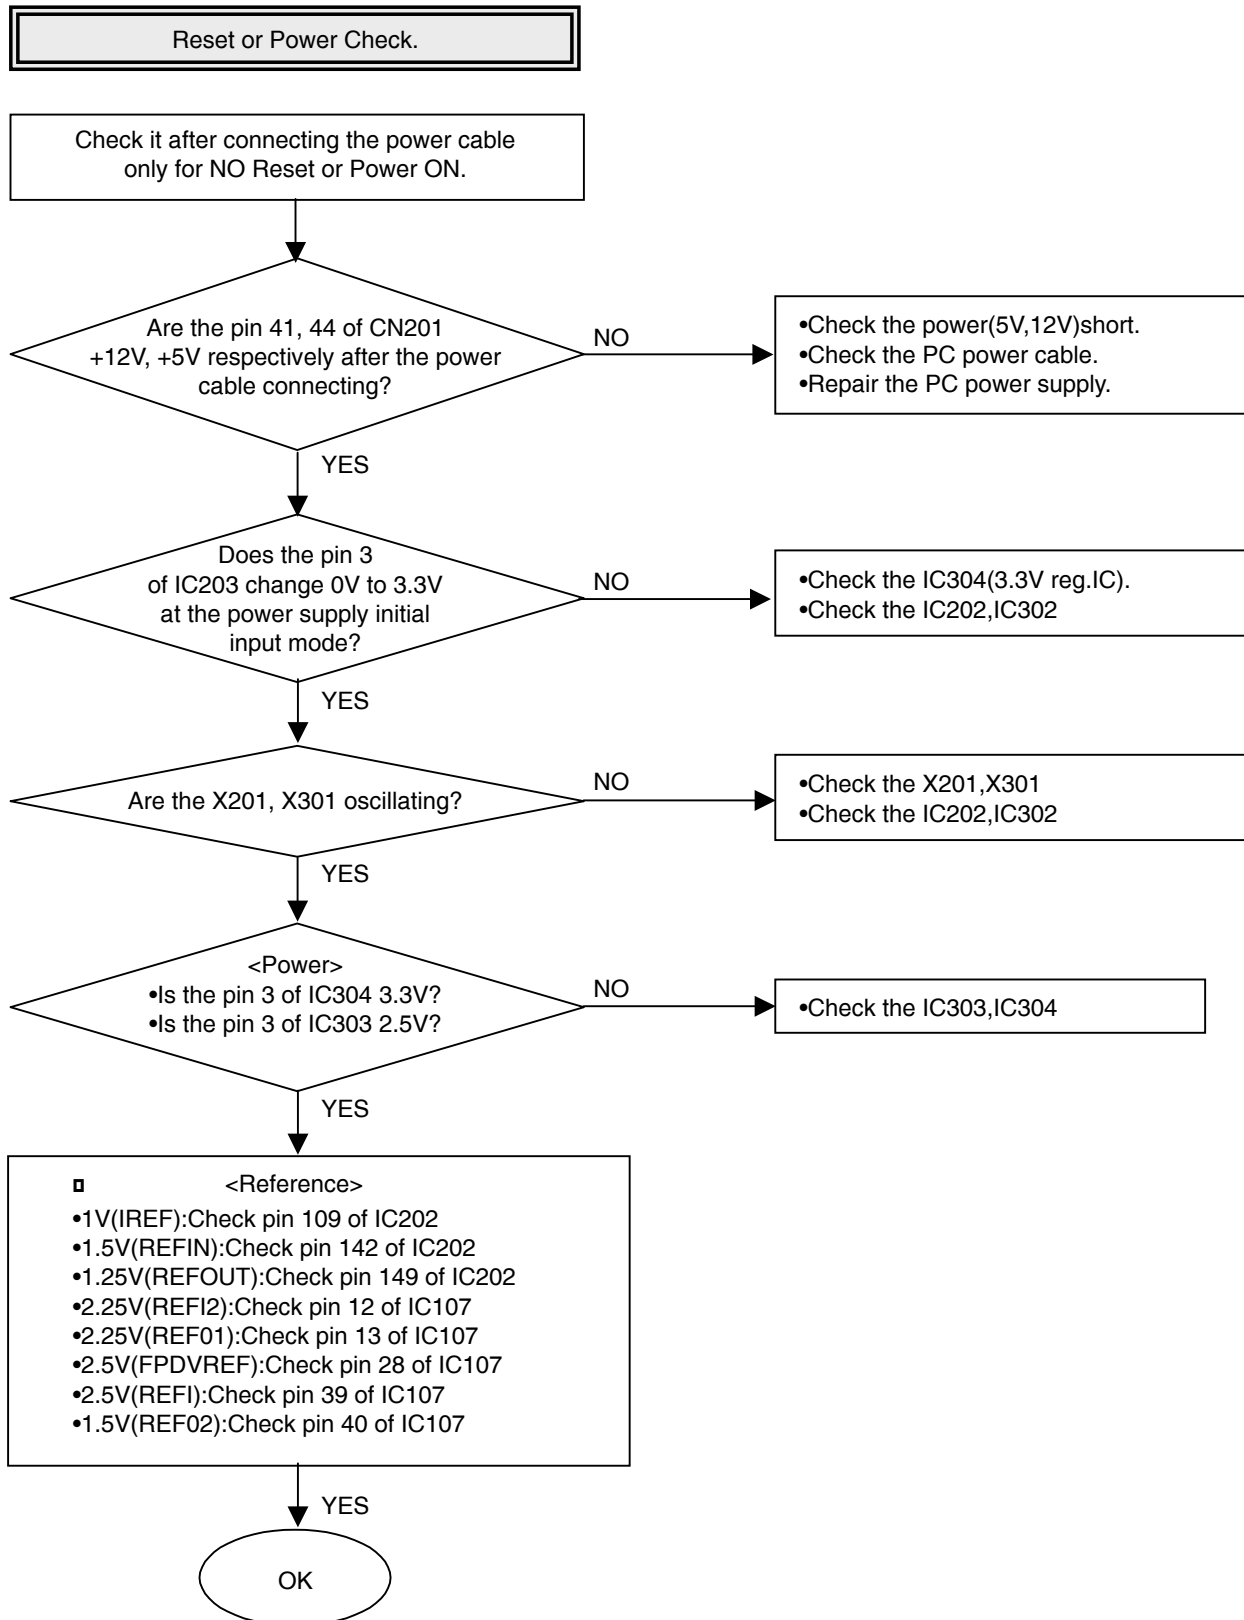 Reset or Power Check.
Check it after connecting the power cable
only for NO Reset or Power ON.
Are the pin 41, 44 of CN201
+12V, +5V respectively after the power
cable connecting?
NO
•Check the power(5V,12V)short.
•Check the PC power cable.
•Repair the PC power supply.
YES
Does the pin 3
of IC203 change 0V to 3.3V
at the power supply initial
input mode?
NO
•Check the IC304(3.3V reg.IC).
•Check the IC202,IC302
YES
Are the X201, X301 oscillating?
NO
•Check the X201,X301
•Check the IC202,IC302
YES
<Power>
•Is the pin 3 of IC304 3.3V?
•Is the pin 3 of IC303 2.5V?
NO
•Check the IC303,IC304
YES
<Reference>
•1V(IREF):Check pin 109 of IC202
•1.5V(REFIN):Check pin 142 of IC202
•1.25V(REFOUT):Check pin 149 of IC202
•2.25V(REFI2):Check pin 12 of IC107
•2.25V(REF01):Check pin 13 of IC107
•2.5V(FPDVREF):Check pin 28 of IC107
•2.5V(REFI):Check pin 39 of IC107
•1.5V(REF02):Check pin 40 of IC107
YES
OK